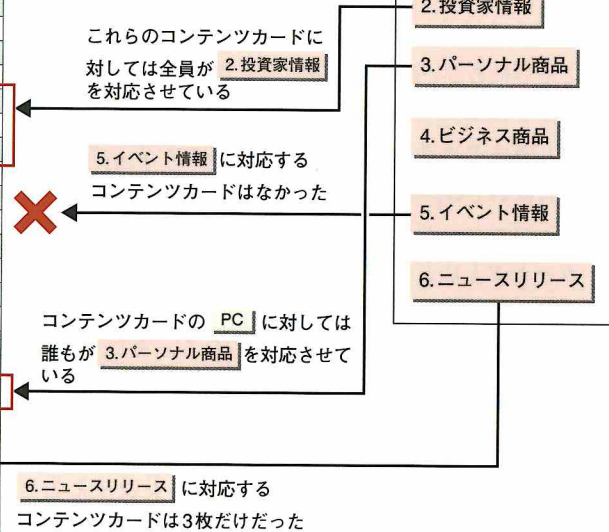 2.投資家情報
これらのコンテンツカードに
対しては全員が 2.投資家情報
を対応させている
3.パーソナル商品
4.ビジネス商品
5.イベント情報 に対応する
コンテンツカードはなかった
5.イベント情報
6.ニュースリリース
コンテンツカードの PC に対しては
誰もが 3.パーソナル商品 を対応させて
いる
6.ニュースリリース に対応する
コンテンツカードは3枚だけだった